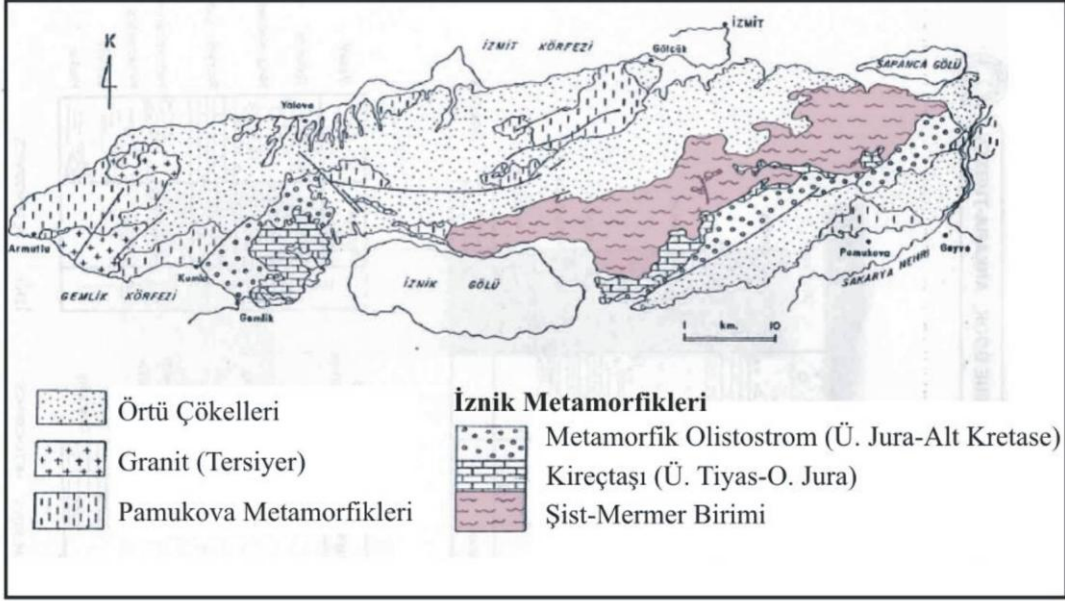 K
İZMİT
İZMİT KÖRFEZİ
Gölcük
SAPANCA GÖLÜ
Yalova
Armutlu
Kumla
GEMLİK KÖRFEZİ
Gemlik
İZNİK GÖLÜ
Pamukova
Geyve
SAKARYA NEHRİ
1 km. 10
Örtü Çökelleri
Granit (Tersiyer)
Pamukova Metamorfikleri
İznik Metamorfikleri
Metamorfik Olistostrom (Ü. Jura-Alt Kretase)
Kireçtaşı (Ü. Tiyas-O. Jura)
Şist-Mermer Birimi